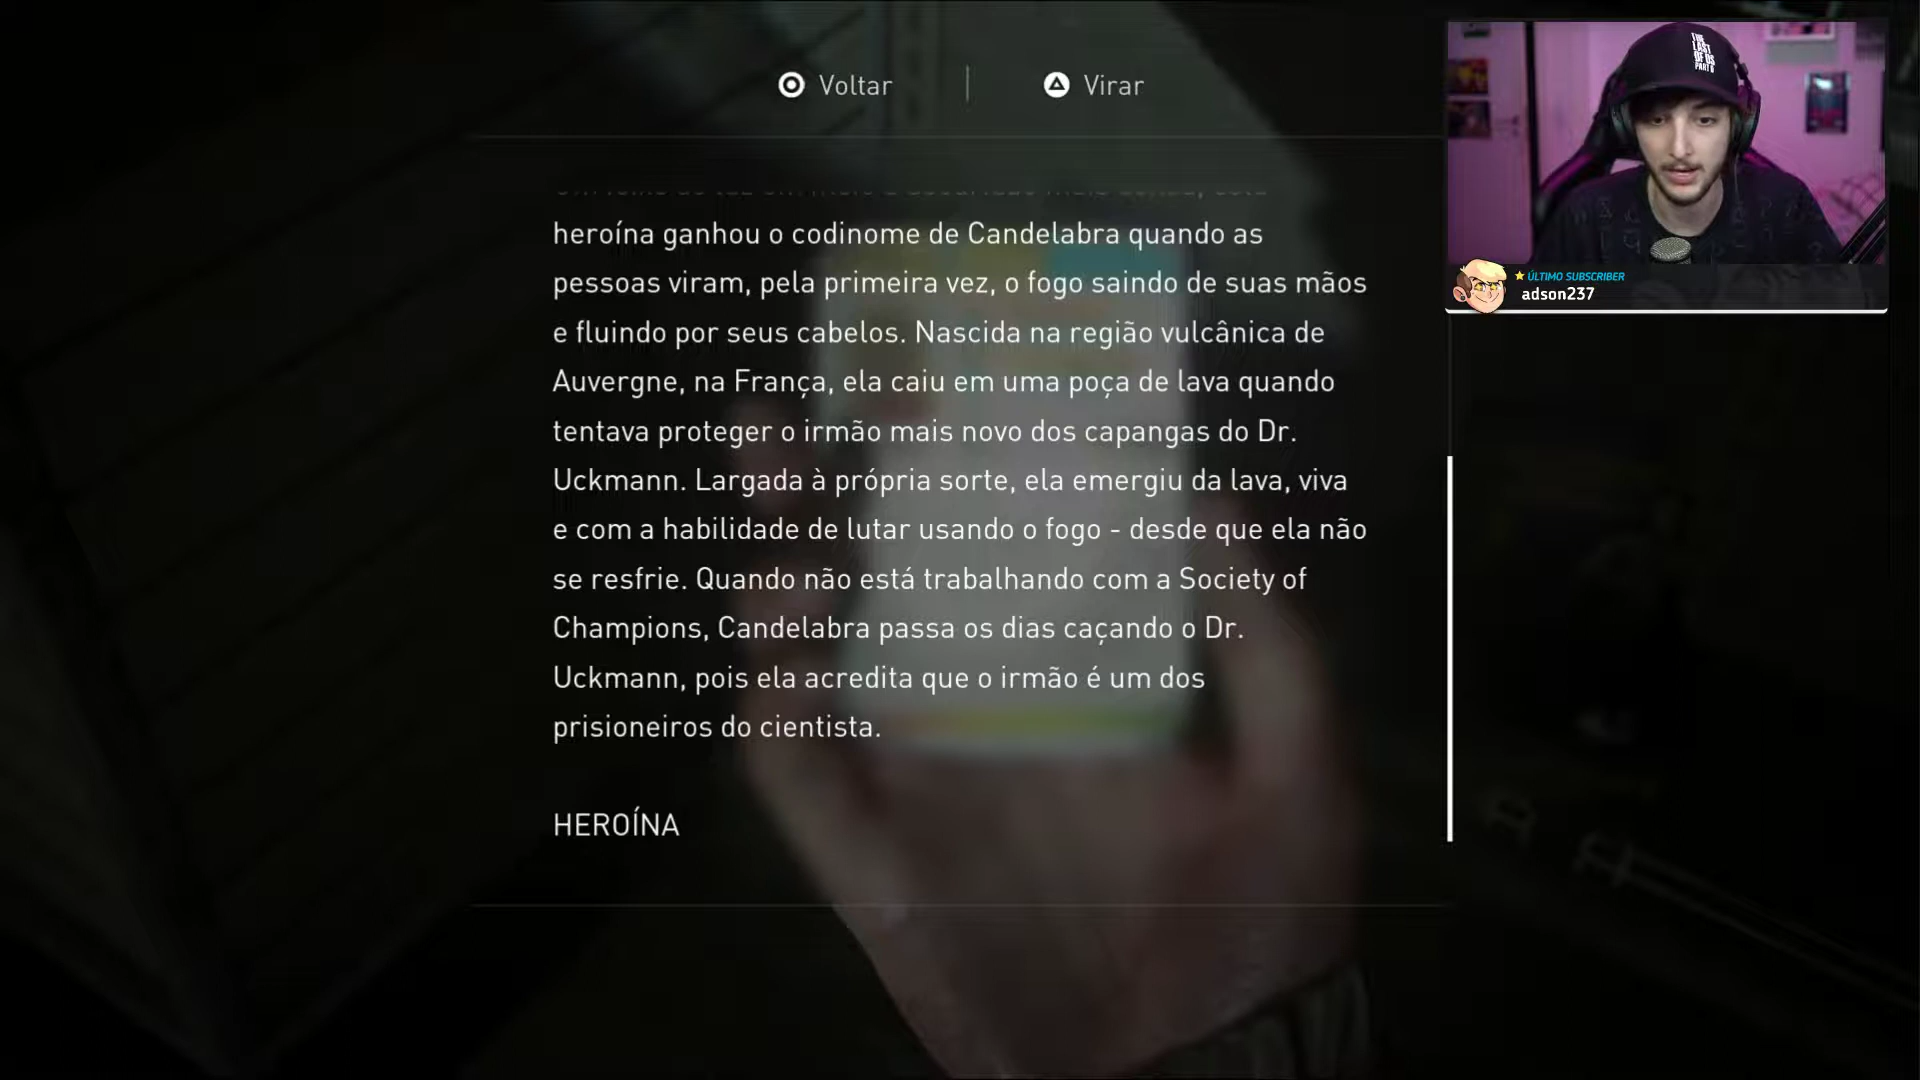 Voltar | Virar
heroína ganhou o codinome de Candelabra quando as
pessoas viram, pela primeira vez, o fogo saindo de suas mãos
e fluindo por seus cabelos. Nascida na região vulcânica de
Auvergne, na França, ela caiu em uma poça de lava quando
tentava proteger o irmão mais novo dos capangas do Dr.
Uckmann. Largada à própria sorte, ela emergiu da lava, viva
e com a habilidade de lutar usando o fogo - desde que ela não
se resfrie. Quando não está trabalhando com a Society of
Champions, Candelabra passa os dias caçando o Dr.
Uckmann, pois ela acredita que o irmão é um dos
prisioneiros do cientista.
HEROÍNA
THE
LAST
OF US
PART
ÚLTIMO SUBSCRIBER
adson237